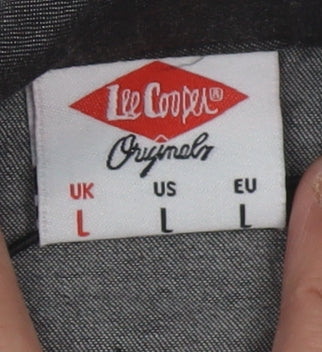 Lee Cooper®
Originals
UK US EU
L L L